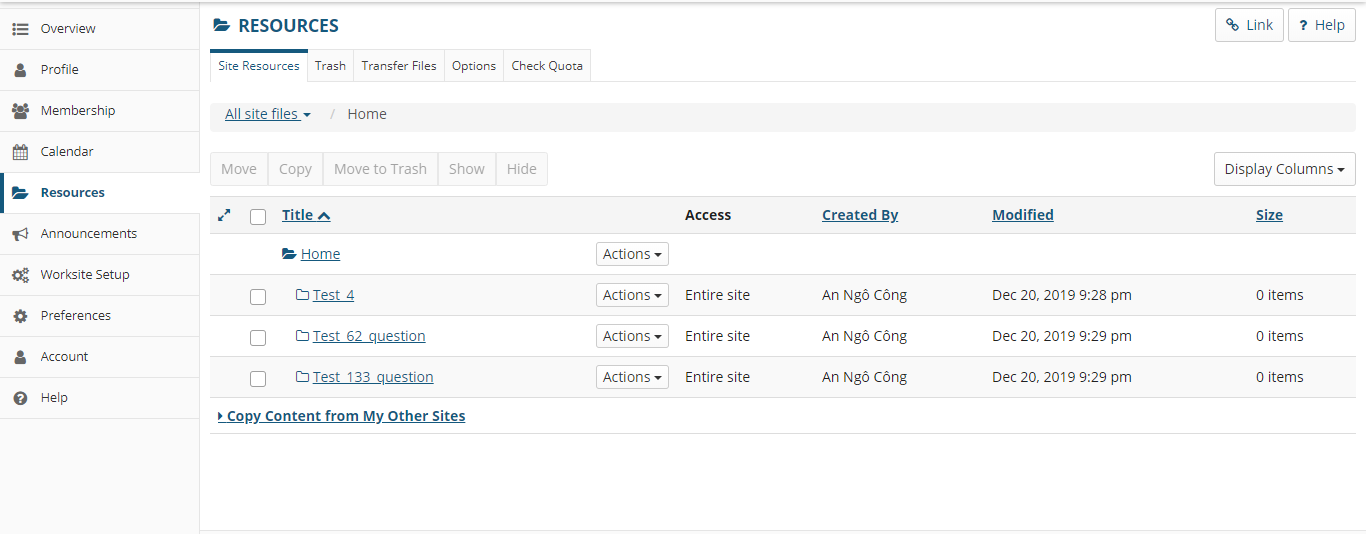 Overview
Profile
Membership
Calendar
Resources
Announcements
Worksite Setup
Preferences
Account
Help
RESOURCES
Link
? Help
Site Resources
Trash
Transfer Files
Options
Check Quota
All site files / Home
Move
Copy
Move to Trash
Show
Hide
Display Columns
Title Access Created By Modified Size
Home Actions
Test_4 Actions Entire site An Ngô Công Dec 20, 2019 9:28 pm 0 items
Test_62_question Actions Entire site An Ngô Công Dec 20, 2019 9:29 pm 0 items
Test_133_question Actions Entire site An Ngô Công Dec 20, 2019 9:29 pm 0 items
Copy Content from My Other Sites